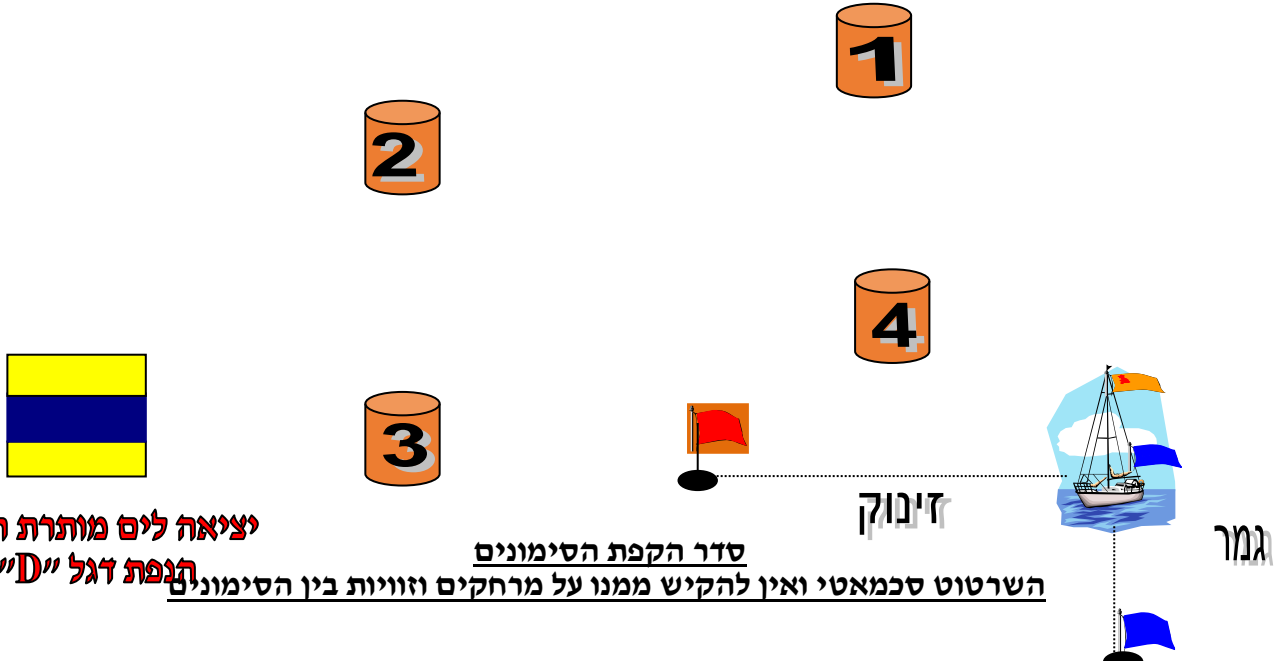 1
2
4
3
זינוק
גמר
יציאה לים מותרת
הנפת דגל "D"
סדר הקפת הסימונים
השרטוט סכמאטי ואין להקיש ממנו על מרחקים וזוויות בין הסימונים